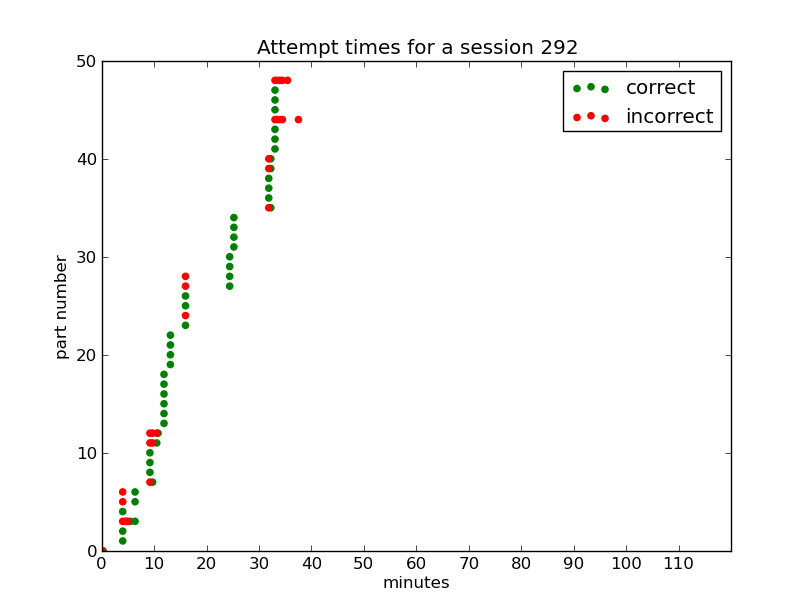 Attempt times for a session 292
correct
incorrect
50
40
30
20
10
0
part number
0 10 20 30 40 50 60 70 80 90 100 110
minutes